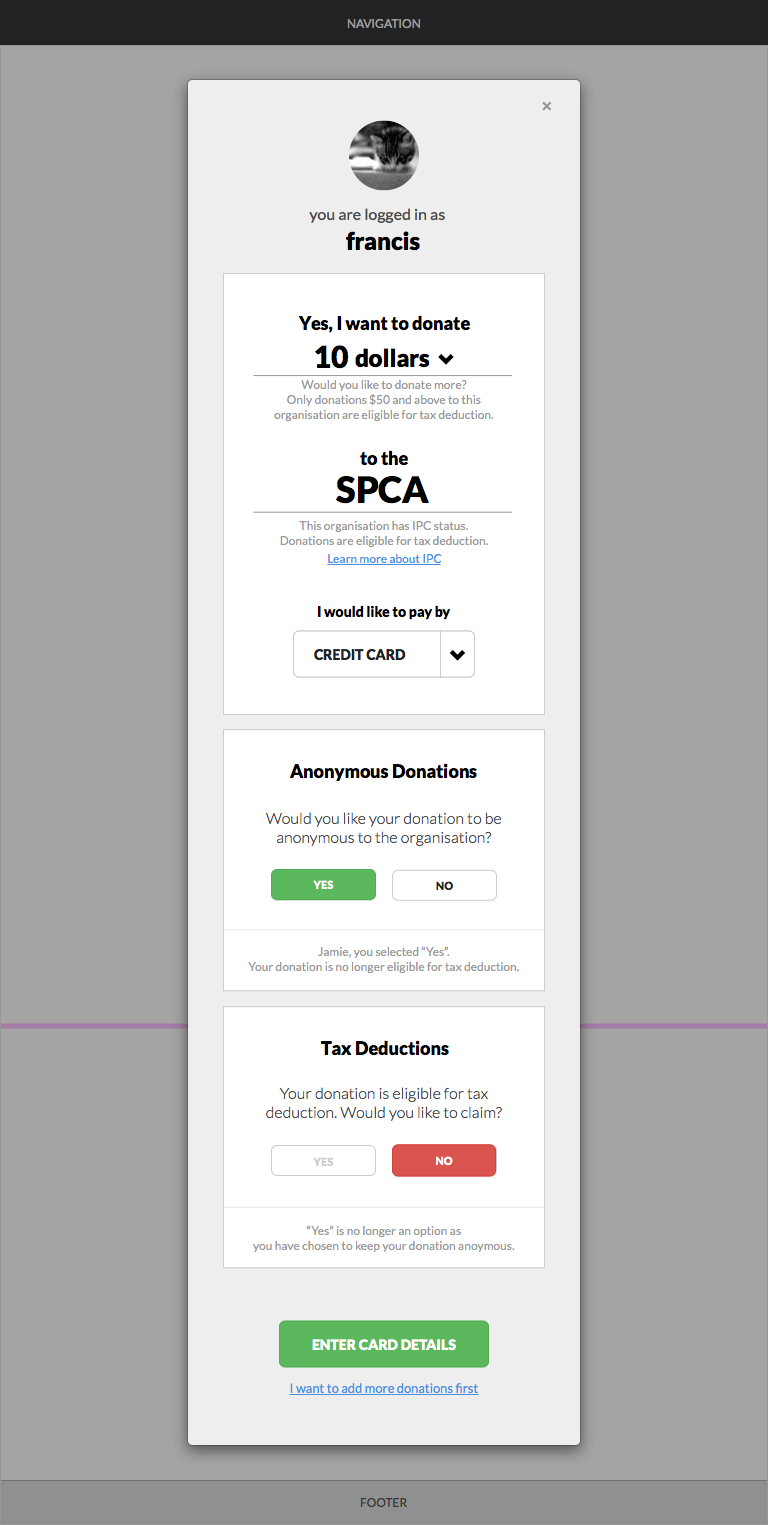 NAVIGATION
×
you are logged in as
francis
Yes, I want to donate
10 dollars
Would you like to donate more?
Only donations $50 and above to this
organisation are eligible for tax deduction.
to the
SPCA
This organisation has IPC status.
Donations are eligible for tax deduction.
Learn more about IPC
I would like to pay by
CREDIT CARD
Anonymous Donations
Would you like your donation to be
anonymous to the organisation?
YES
NO
Jamie, you selected “Yes”.
Your donation is no longer eligible for tax deduction.
Tax Deductions
Your donation is eligible for tax
deduction. Would you like to claim?
YES
NO
“Yes” is no longer an option as
you have chosen to keep your donation anoymous.
ENTER CARD DETAILS
I want to add more donations first
FOOTER